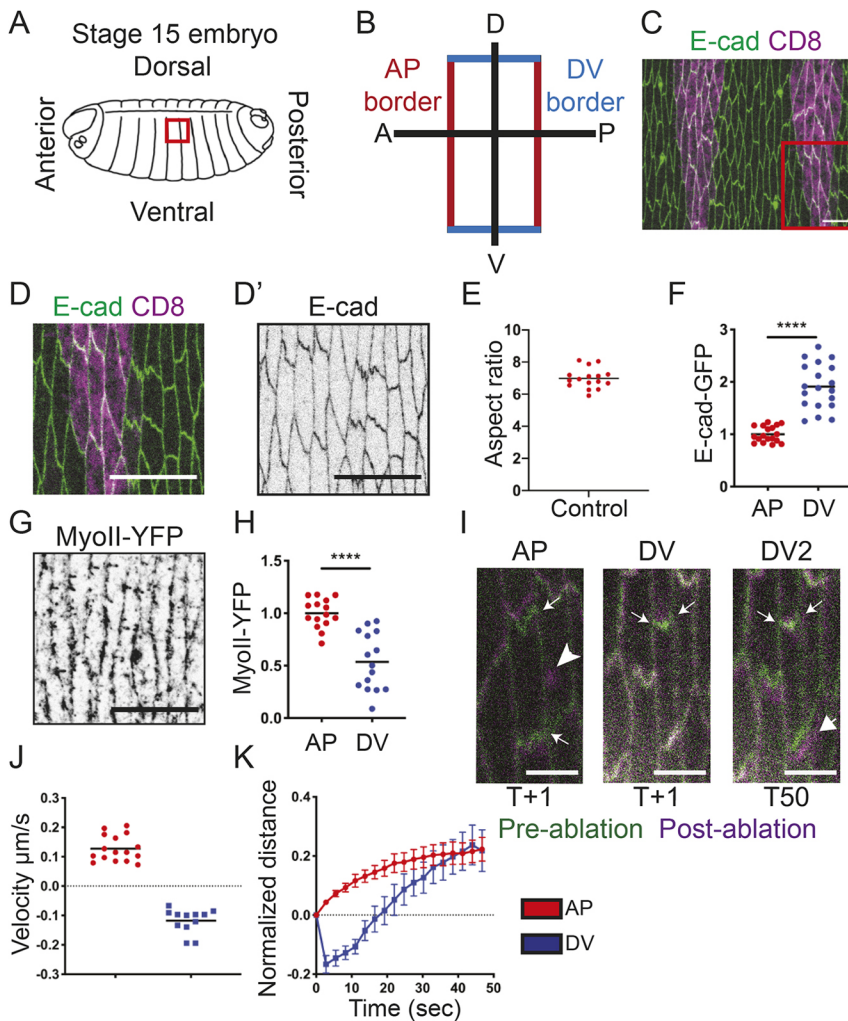 A
Stage 15 embryo
Dorsal
Anterior
Posterior
Ventral
B
D
AP
border
DV
border
A
P
V
C
E-cad CD8
D
E-cad CD8
D’
E-cad
E
Aspect ratio
10
8
6
4
2
0
Control
F
E-cad-GFP
3
2
1
0
****
AP
DV
G
MyoII-YFP
H
MyoII-YFP
1.5
1.0
0.5
0.0
****
AP
DV
I
AP
DV
DV2
T+1
T+1
T50
Pre-ablation Post-ablation
J
Velocity μm/s
0.3
0.2
0.1
0.0
-0.1
-0.2
-0.3
K
Normalized distance
0.4
0.2
0.0
-0.2
0 10 20 30 40 50
Time (sec)
AP
DV